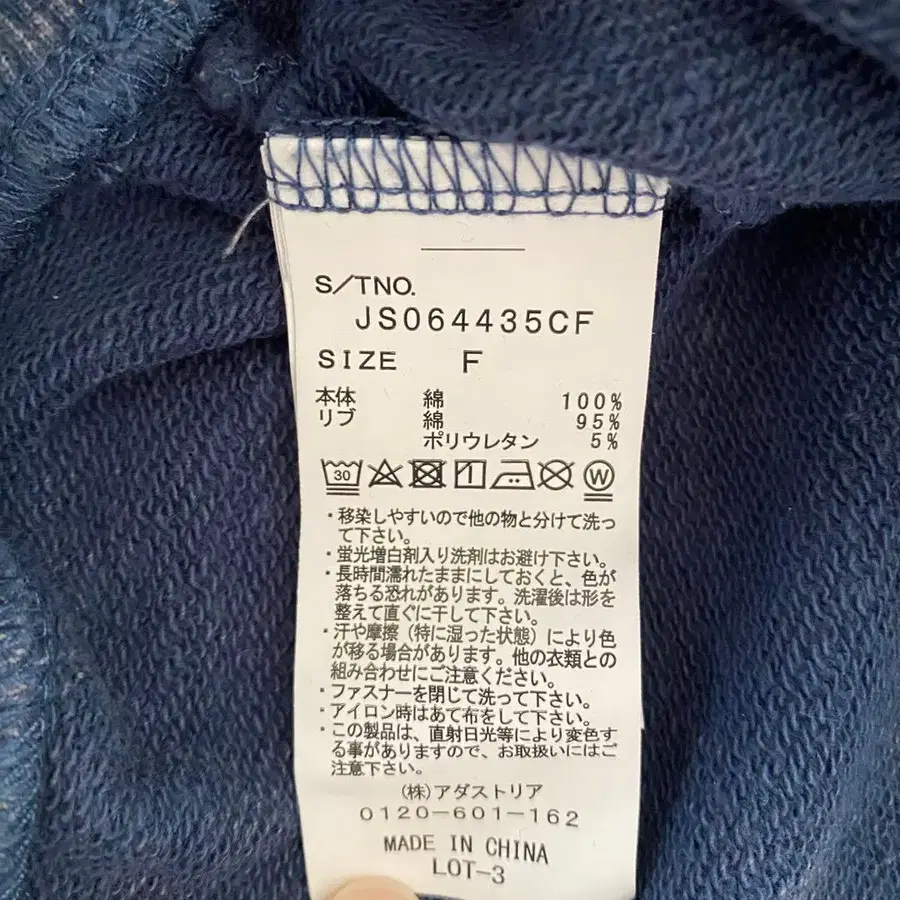 S/TNO.
JS064435CF
SIZE F
本体 綿 100%
リブ 綿 95%
ポリウレタン 5%
30
W
・移染しやすいので他の物と分けて洗っ
て下さい。
・蛍光増白剤入り洗剤はお避け下さい。
・長時間濡れたままにしておくと、色が
落ちる恐れがあります。洗濯後は形を
整えて直ぐに干して下さい。
・汗や摩擦（特に湿った状態）により色
が移る場合があります。他の衣類との
組み合わせにご注意ください。
・ファスナーを閉じて洗って下さい。
・アイロン時はあて布をして下さい。
・この製品は、直射日光等により変色す
る事がありますので、お取扱いにはご
注意下さい。
(株)アダストリア
0120-601-162
MADE IN CHINA
LOT-3